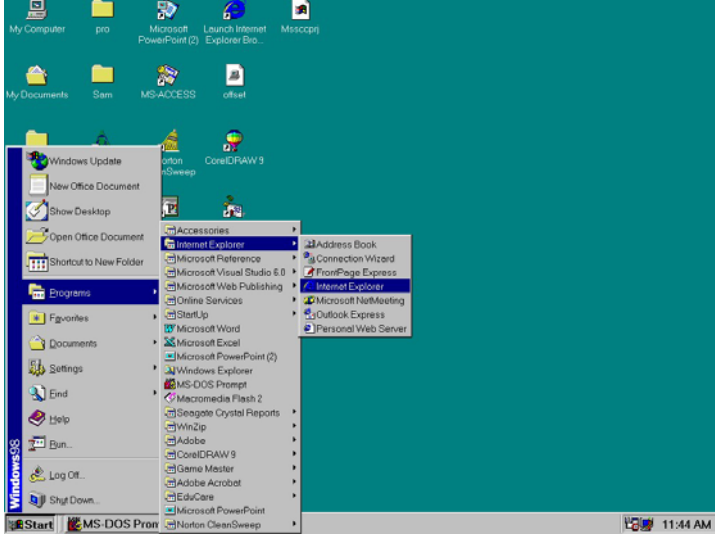 My Computer
pro
Microsoft
PowerPoint (2)
Launch Internet
Explorer Bro...
Mssccprj
My Documents
Sam
MS-ACCESS
offset
CorelDRAW 9
Windows98
Windows Update
New Office Document
Show Desktop
Open Office Document
Shortcut to New Folder
Programs
Favorites
Documents
Settings
Find
Help
Run...
Log Off...
Shut Down...
Accessories
Internet Explorer
Microsoft Reference
Microsoft Visual Studio 6.0
Microsoft Web Publishing
Online Services
StartUp
Microsoft Word
Microsoft Excel
Microsoft PowerPoint (2)
Windows Explorer
MS-DOS Prompt
Macromedia Flash 2
Seagate Crystal Reports
WinZip
Adobe
CorelDRAW 9
Game Master
Adobe Acrobat
EduCare
Microsoft PowerPoint
Norton CleanSweep
Address Book
Connection Wizard
FrontPage Express
Internet Explorer
Microsoft NetMeeting
Outlook Express
Personal Web Server
Start
MS-DOS Prom
11:44 AM